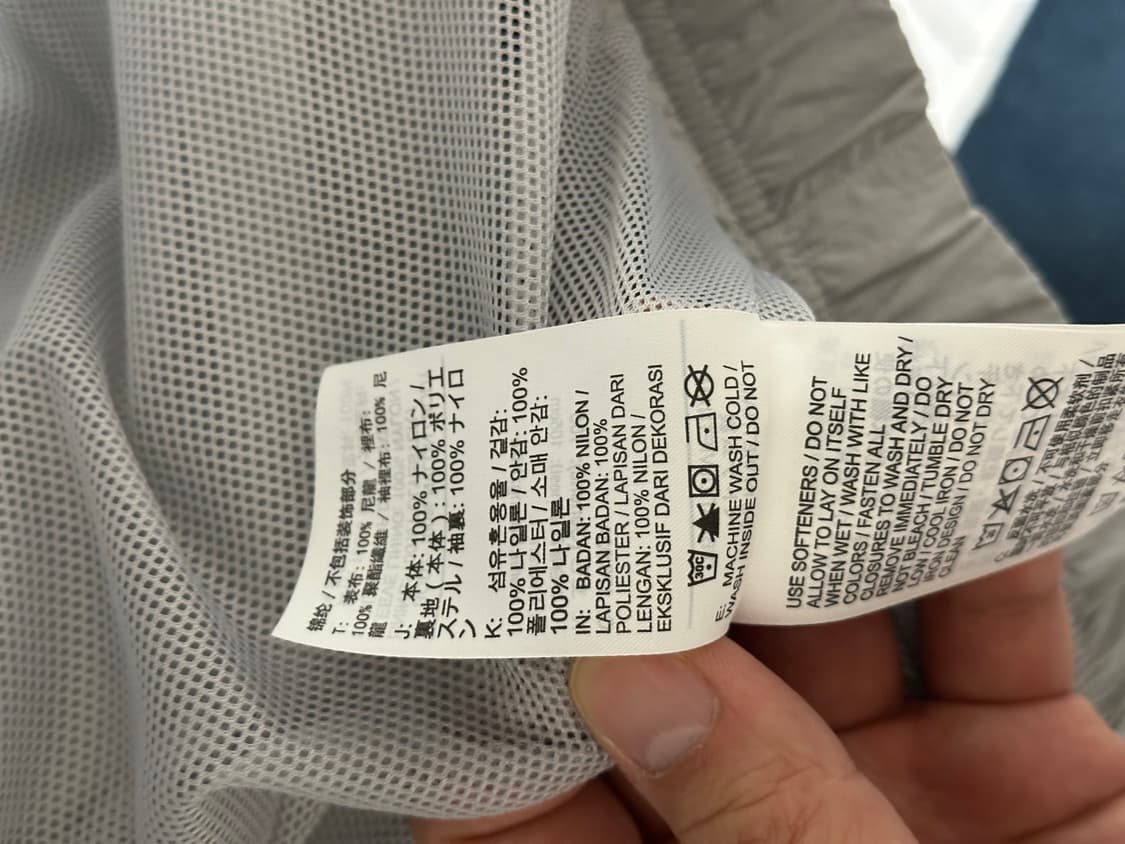 锦纶 / 不包括装饰部分
T: 表布: 100% 尼龍 / 裡布:
100% 聚酯纖維 / 袖裡布: 100% 尼
龍
J: 本体: 100% ナイロン, /
裏地 ( 本体 ) : 100% ポリエ
ステル / 袖裏: 100% ナイロ
ン
K: 섬유혼용율 / 겉감:
100% 나일론 / 안감: 100%
폴리에스터 / 소매 안감:
100% 나일론
IN: BADAN: 100% NILON /
LAPISAN BADAN: 100%
POLIESTER / LAPISAN DARI
LENGAN: 100% NILON /
EKSKLUSIF DARI DEKORASI
30C
E: MACHINE WASH COLD /
WASH INSIDE OUT / DO NOT
USE SOFTENERS / DO NOT
ALLOW TO LAY ON ITSELF
WHEN WET / WASH WITH LIKE
COLORS / FASTEN ALL
CLOSURES TO WASH AND DRY /
REMOVE IMMEDIATELY / DO
NOT BLEACH / TUMBLE DRY
LOW / COOL IRON / DO NOT
IRON DESIGN / DO NOT DRY
CLEAN